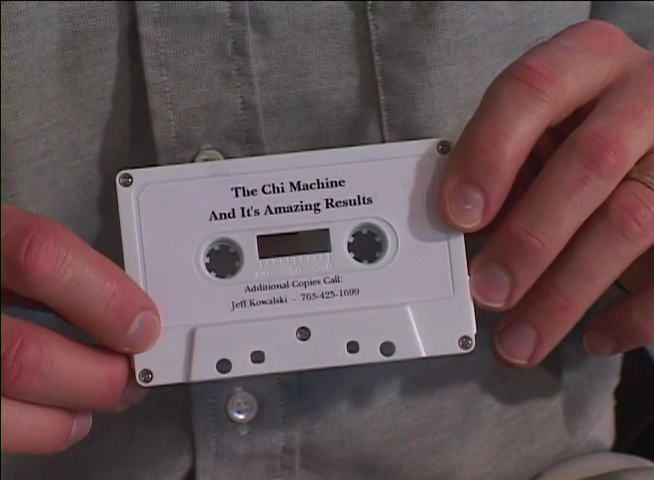 The Chi Machine
And It's Amazing Results
Additional Copies Call:
Jeff Kowalski - 763-425-1699